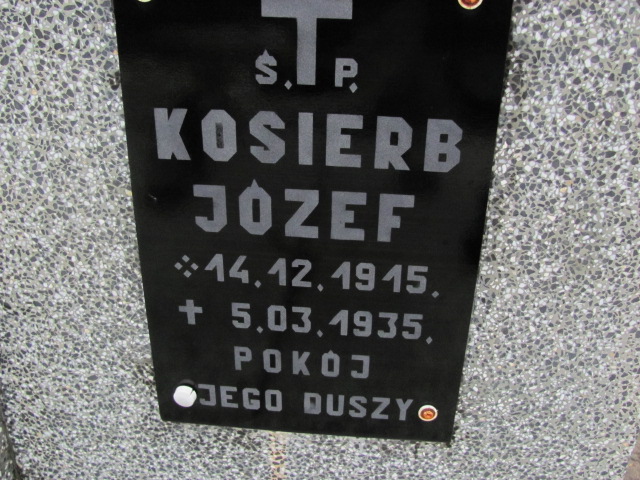 Ś. P.
KOSIERB
JÓZEF
14.12.1915.
✝ 5.03.1935.
POKÓJ
JEGO DUSZY